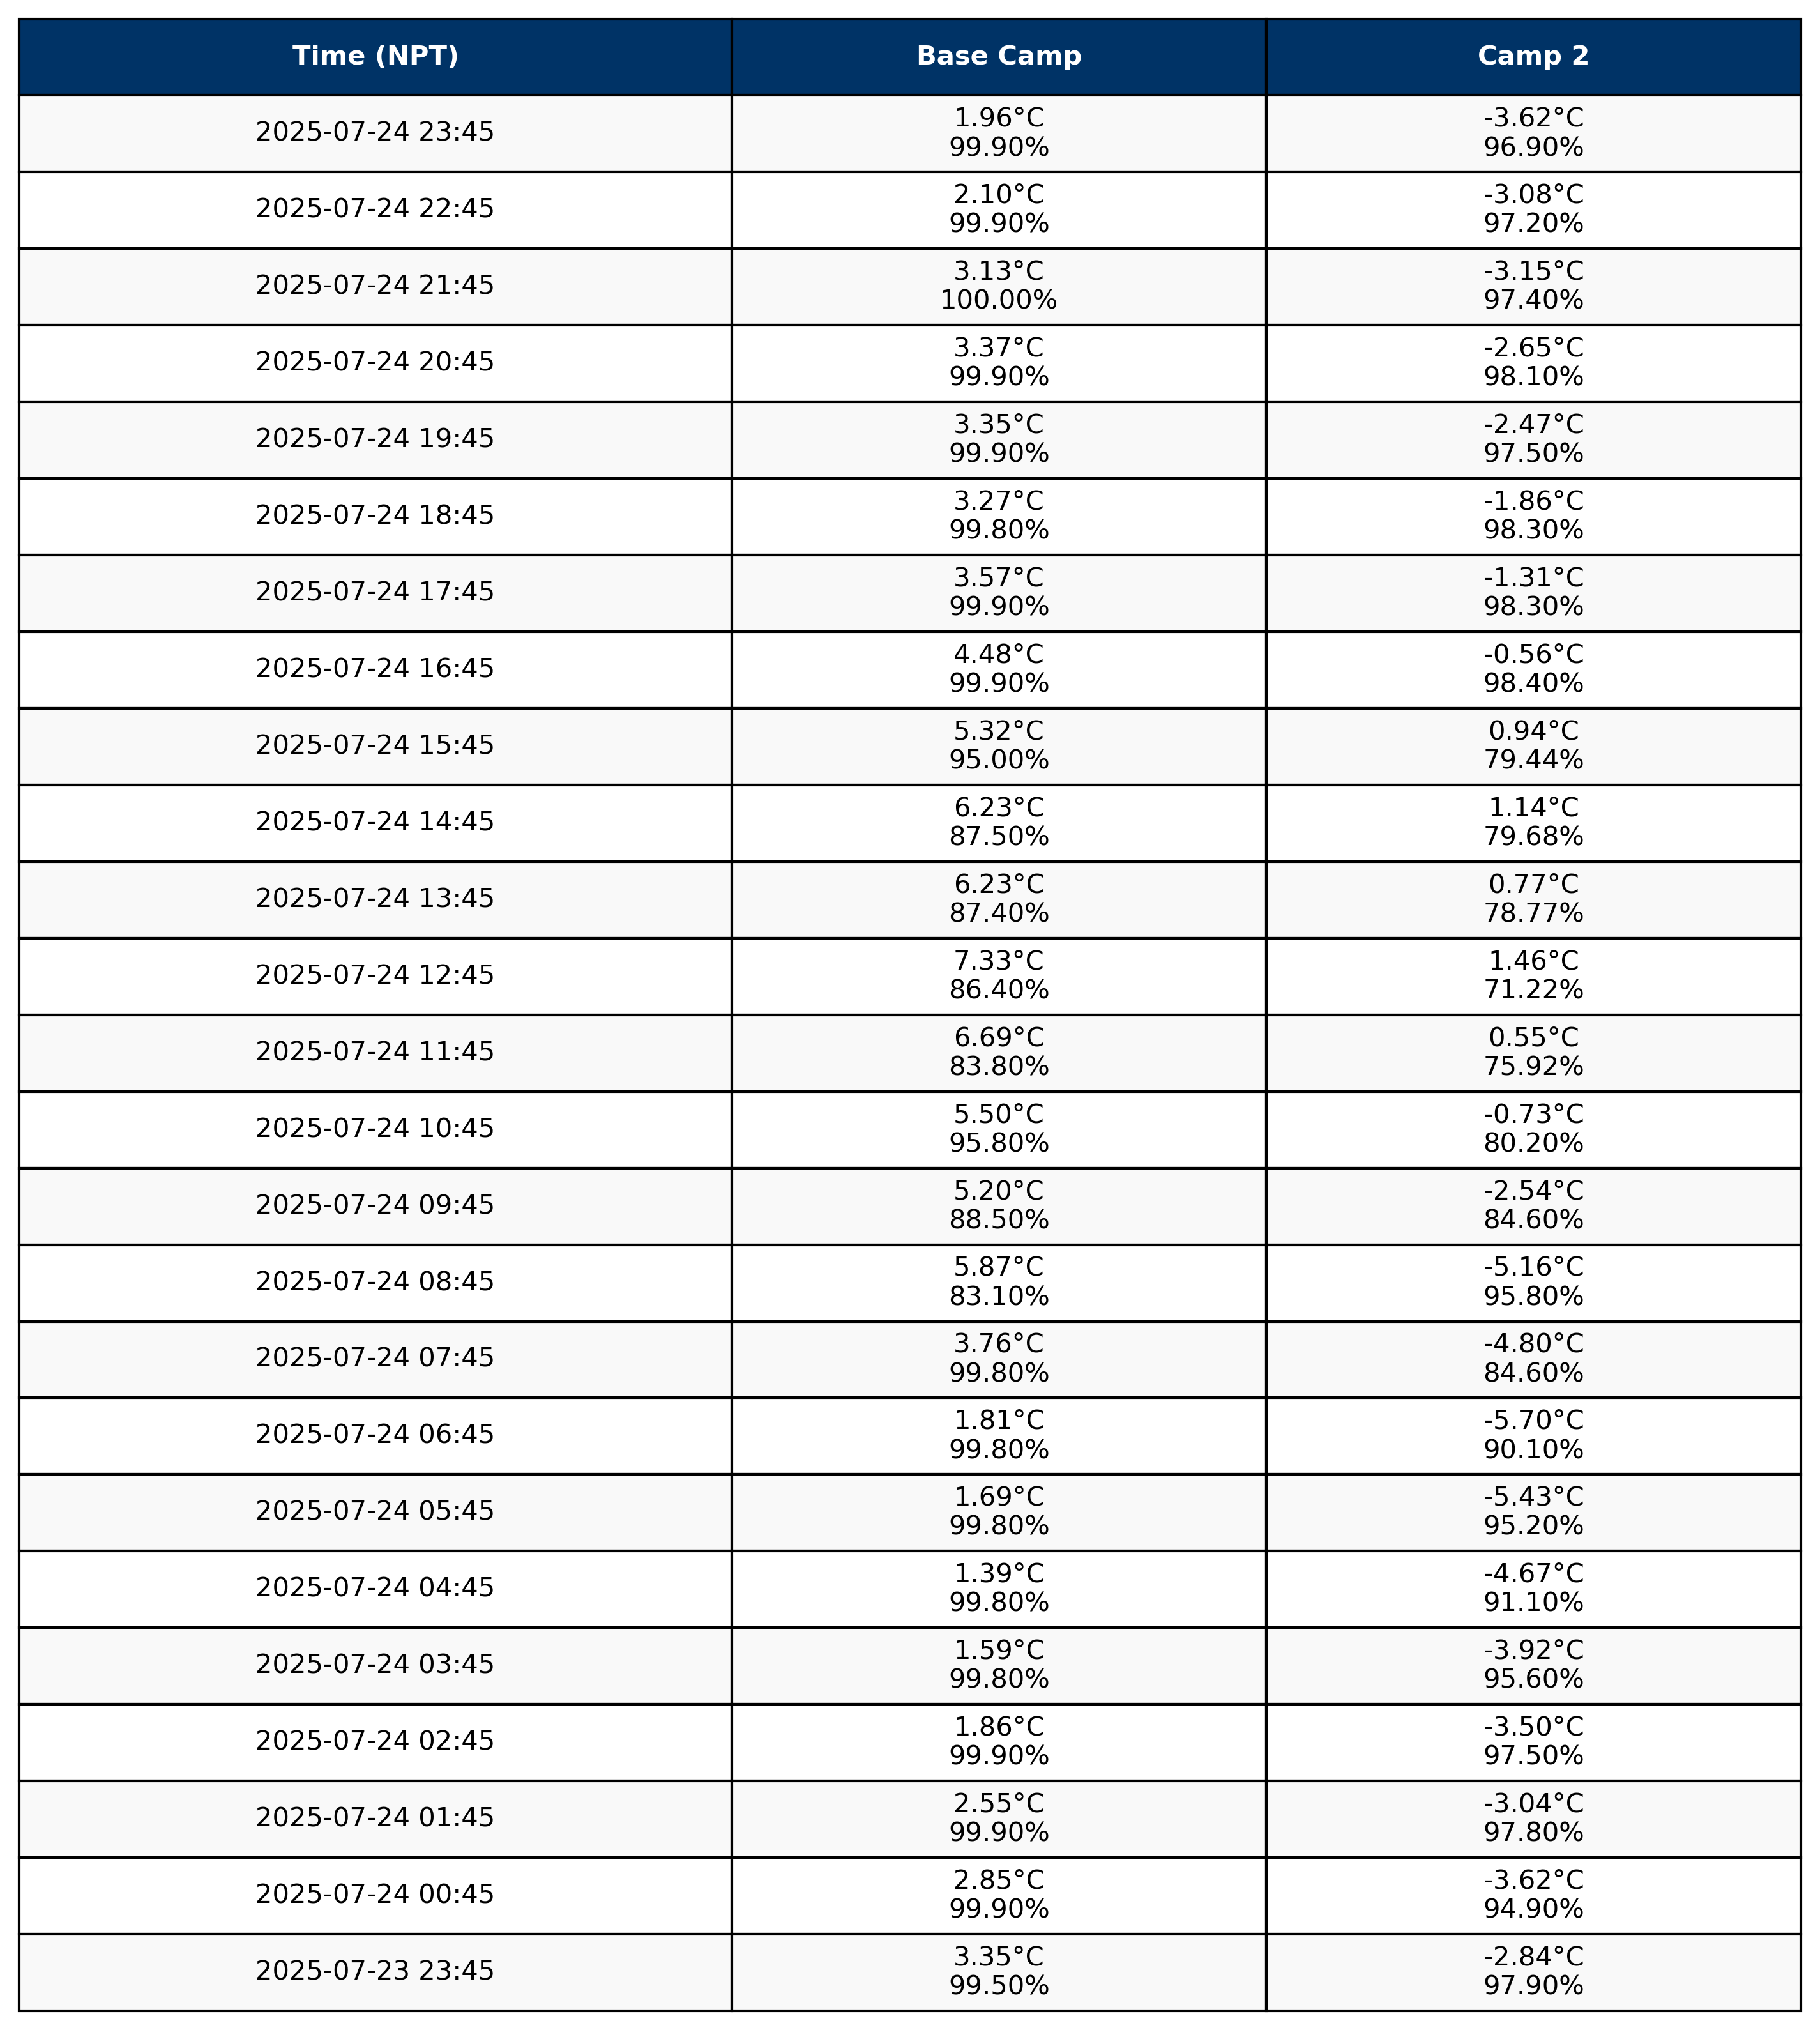 Time (NPT) Base Camp Camp 2
2025-07-24 23:45 1.96°C -3.62°C
99.90% 96.90%
2025-07-24 22:45 2.10°C -3.08°C
99.90% 97.20%
2025-07-24 21:45 3.13°C -3.15°C
100.00% 97.40%
2025-07-24 20:45 3.37°C -2.65°C
99.90% 98.10%
2025-07-24 19:45 3.35°C -2.47°C
99.90% 97.50%
2025-07-24 18:45 3.27°C -1.86°C
99.80% 98.30%
2025-07-24 17:45 3.57°C -1.31°C
99.90% 98.30%
2025-07-24 16:45 4.48°C -0.56°C
99.90% 98.40%
2025-07-24 15:45 5.32°C 0.94°C
95.00% 79.44%
2025-07-24 14:45 6.23°C 1.14°C
87.50% 79.68%
2025-07-24 13:45 6.23°C 0.77°C
87.40% 78.77%
2025-07-24 12:45 7.33°C 1.46°C
86.40% 71.22%
2025-07-24 11:45 6.69°C 0.55°C
83.80% 75.92%
2025-07-24 10:45 5.50°C -0.73°C
95.80% 80.20%
2025-07-24 09:45 5.20°C -2.54°C
88.50% 84.60%
2025-07-24 08:45 5.87°C -5.16°C
83.10% 95.80%
2025-07-24 07:45 3.76°C -4.80°C
99.80% 84.60%
2025-07-24 06:45 1.81°C -5.70°C
99.80% 90.10%
2025-07-24 05:45 1.69°C -5.43°C
99.80% 95.20%
2025-07-24 04:45 1.39°C -4.67°C
99.80% 91.10%
2025-07-24 03:45 1.59°C -3.92°C
99.80% 95.60%
2025-07-24 02:45 1.86°C -3.50°C
99.90% 97.50%
2025-07-24 01:45 2.55°C -3.04°C
99.90% 97.80%
2025-07-24 00:45 2.85°C -3.62°C
99.90% 94.90%
2025-07-23 23:45 3.35°C -2.84°C
99.50% 97.90%